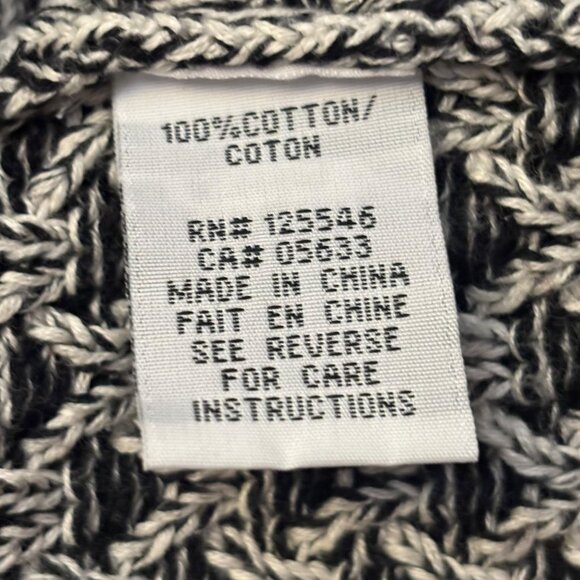 100%COTTON/
COTON
RN# 125546
CA# 05633
MADE IN CHINA
FAIT EN CHINE
SEE REVERSE
FOR CARE
INSTRUCTIONS